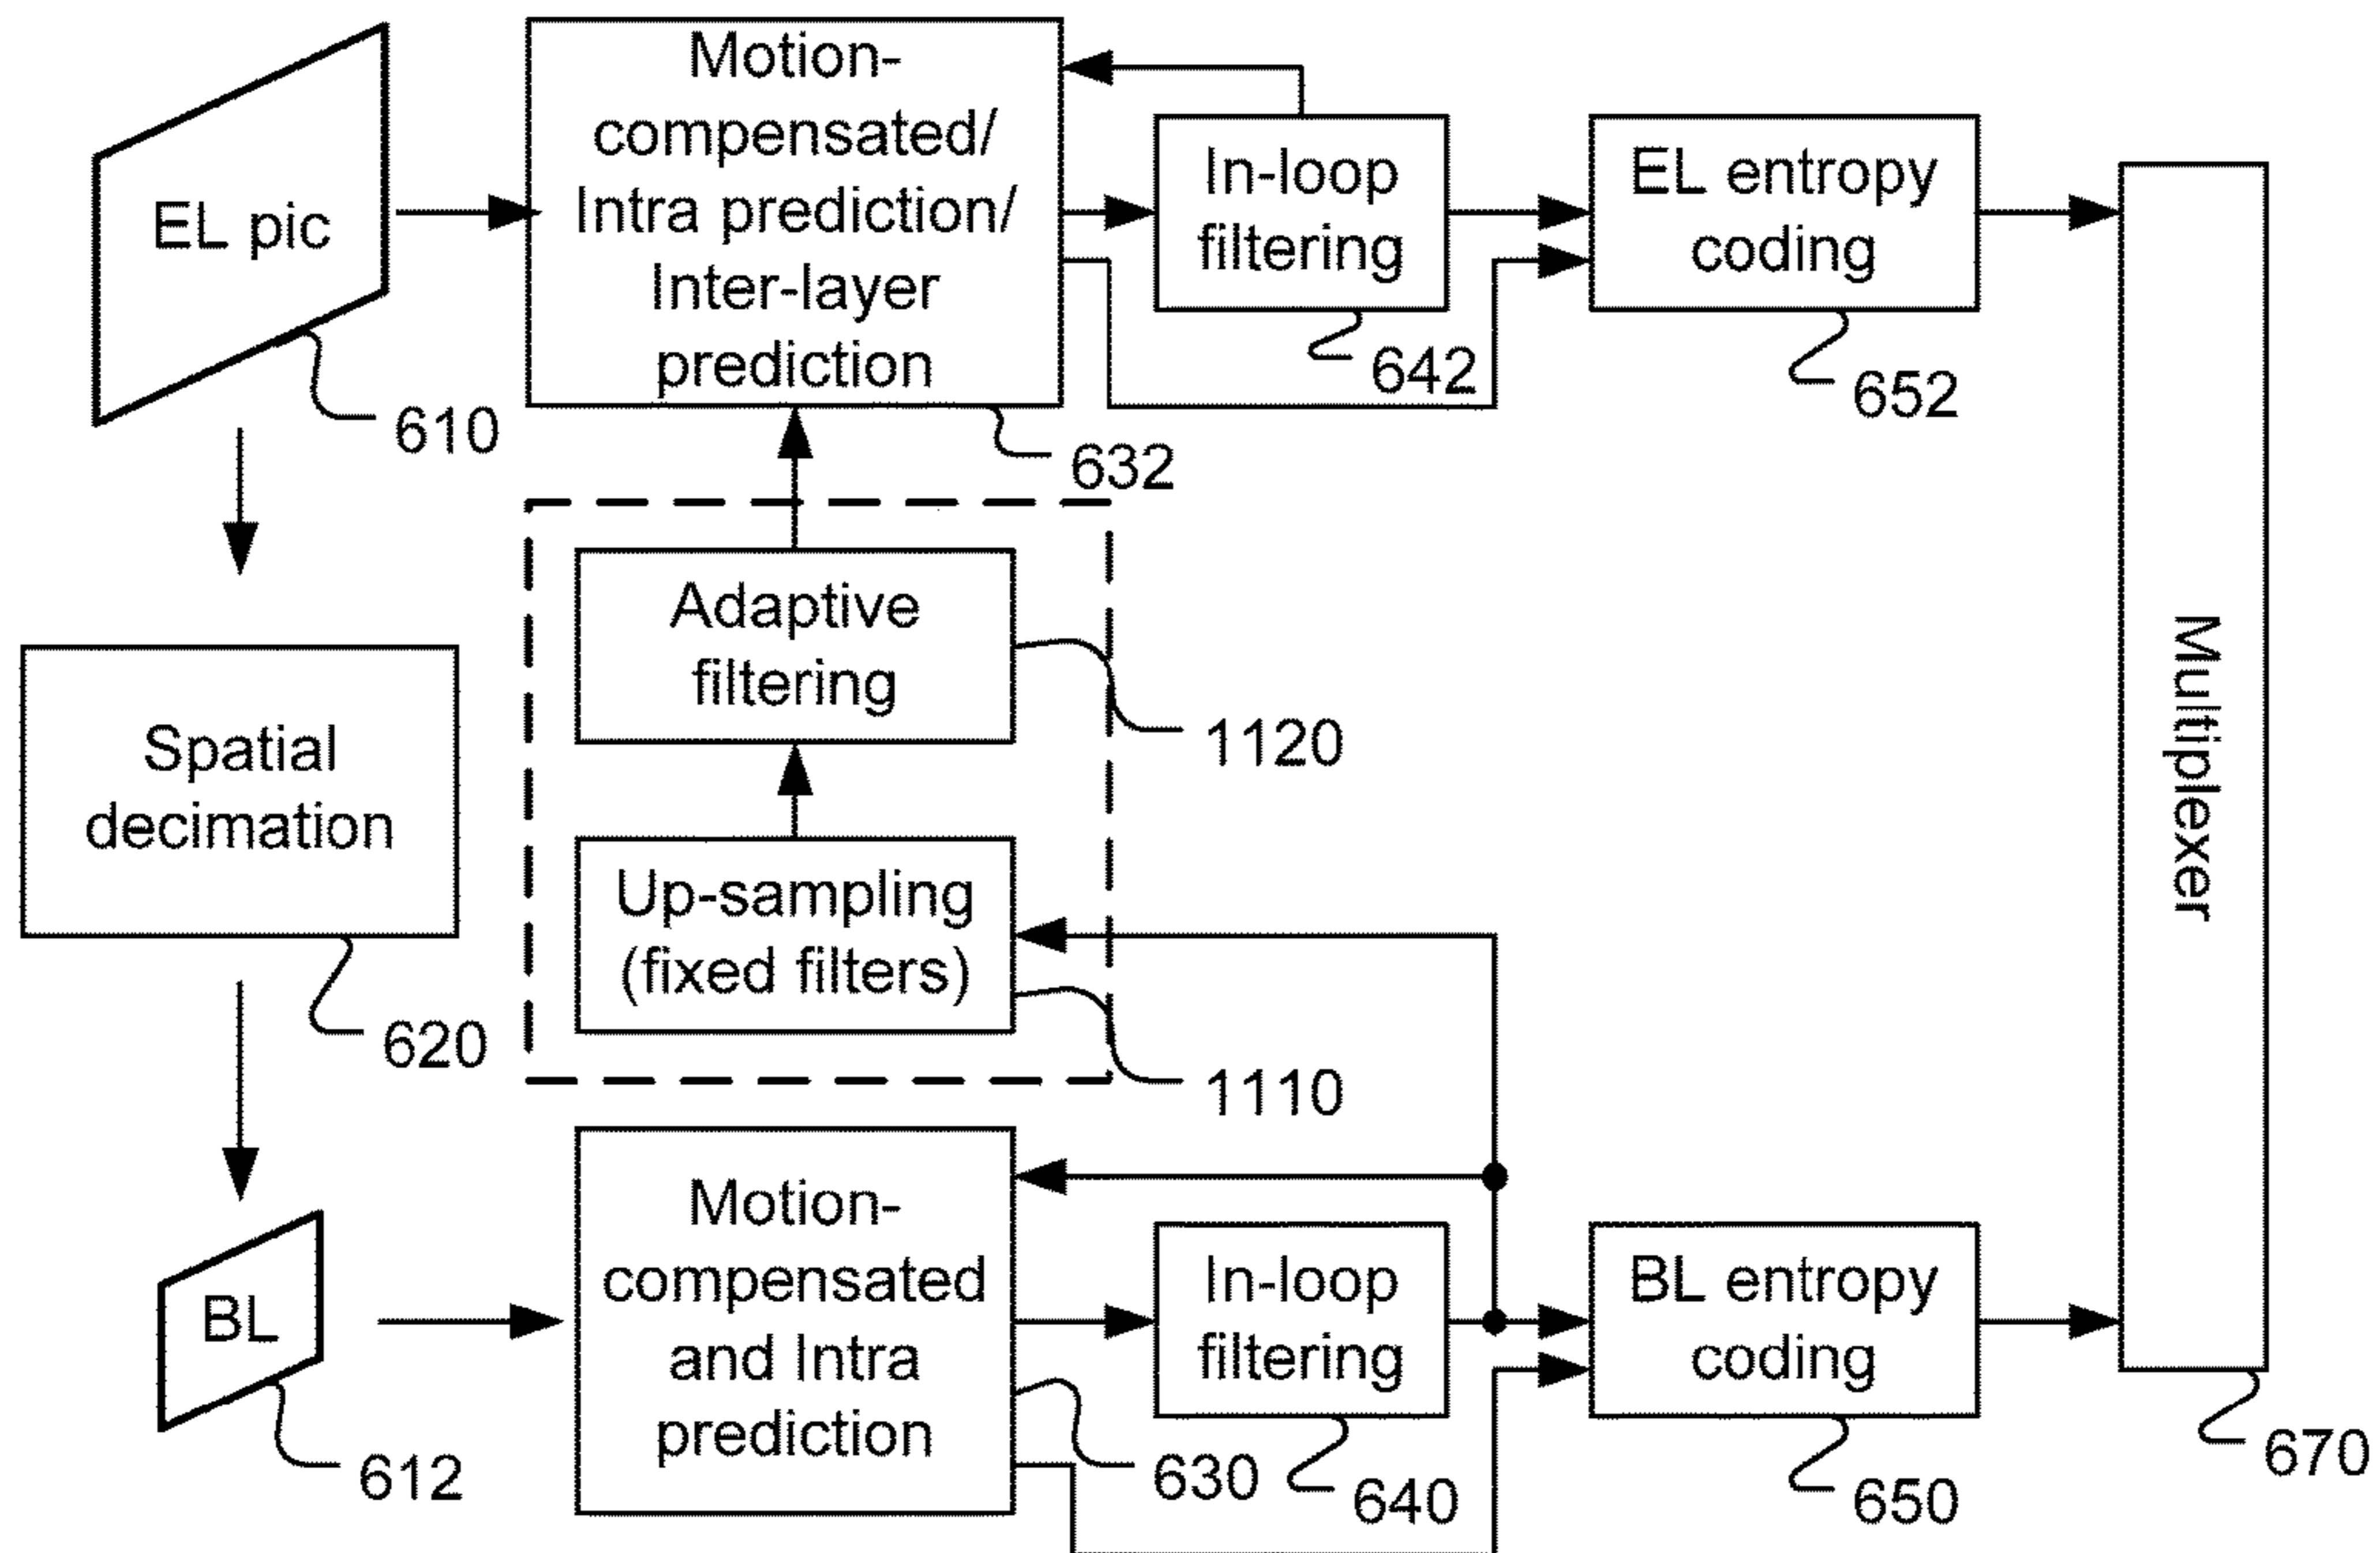 Motion-
compensated/
Intra prediction/
Inter-layer
prediction
EL pic
In-loop
filtering
EL entropy
coding
610
632
642
652
Adaptive
filtering
1120
Spatial
decimation
620
Up-sampling
(fixed filters)
1110
Multiplexer
Motion-
compensated
and Intra
prediction
BL
In-loop
filtering
BL entropy
coding
612
630
640
650
670